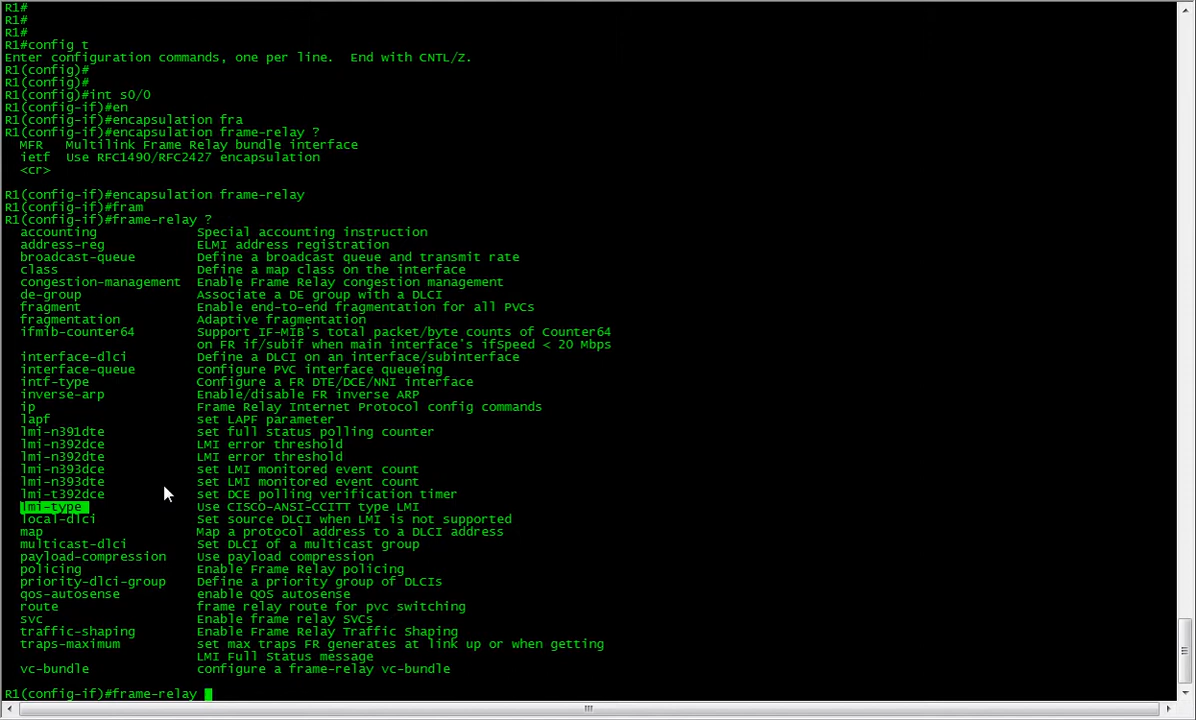 R1#
R1#
R1#
R1#config t
Enter configuration commands, one per line.  End with CNTL/Z.
R1(config)#
R1(config)#
R1(config)#int s0/0
R1(config-if)#en
R1(config-if)#encapsulation fra
R1(config-if)#encapsulation frame-relay ?
  MFR   Multilink Frame Relay bundle interface
  ietf  Use RFC1490/RFC2427 encapsulation
  <cr>
R1(config-if)#encapsulation frame-relay
R1(config-if)#fram
R1(config-if)#frame-relay ?
  accounting             Special accounting instruction
  address-reg            ELMI address registration
  broadcast-queue        Define a broadcast queue and transmit rate
  class                  Define a map class on the interface
  congestion-management  Enable Frame Relay congestion management
  de-group               Associate a DE group with a DLCI
  fragment               Enable end-to-end fragmentation for all PVCs
  fragmentation          Adaptive fragmentation
  ifmib-counter64        Support IF-MIB's total packet/byte counts of Counter64
                         on FR if/subif when main interface's ifSpeed < 20 Mbps
  interface-dlci         Define a DLCI on an interface/subinterface
  interface-queue        configure PVC interface queueing
  intf-type              Configure a FR DTE/DCE/NNI interface
  inverse-arp            Enable/disable FR inverse ARP
  ip                     Frame Relay Internet Protocol config commands
  lapf                   set LAPF parameter
  lmi-n391dte            set full status polling counter
  lmi-n392dce            LMI error threshold
  lmi-n392dte            LMI error threshold
  lmi-n393dce            set LMI monitored event count
  lmi-n393dte            set LMI monitored event count
  lmi-t392dce            set DCE polling verification timer
  lmi-type               Use CISCO-ANSI-CCITT type LMI
  local-dlci             Set source DLCI when LMI is not supported
  map                    Map a protocol address to a DLCI address
  multicast-dlci         Set DLCI of a multicast group
  payload-compression    Use payload compression
  policing               Enable Frame Relay policing
  priority-dlci-group    Define a priority group of DLCIs
  qos-autosense          enable QOS autosense
  route                  frame relay route for pvc switching
  svc                    Enable frame relay SVCs
  traffic-shaping        Enable Frame Relay Traffic Shaping
  traps-maximum          set max traps FR generates at link up or when getting
                         LMI Full Status message
  vc-bundle              configure a frame-relay vc-bundle
R1(config-if)#frame-relay